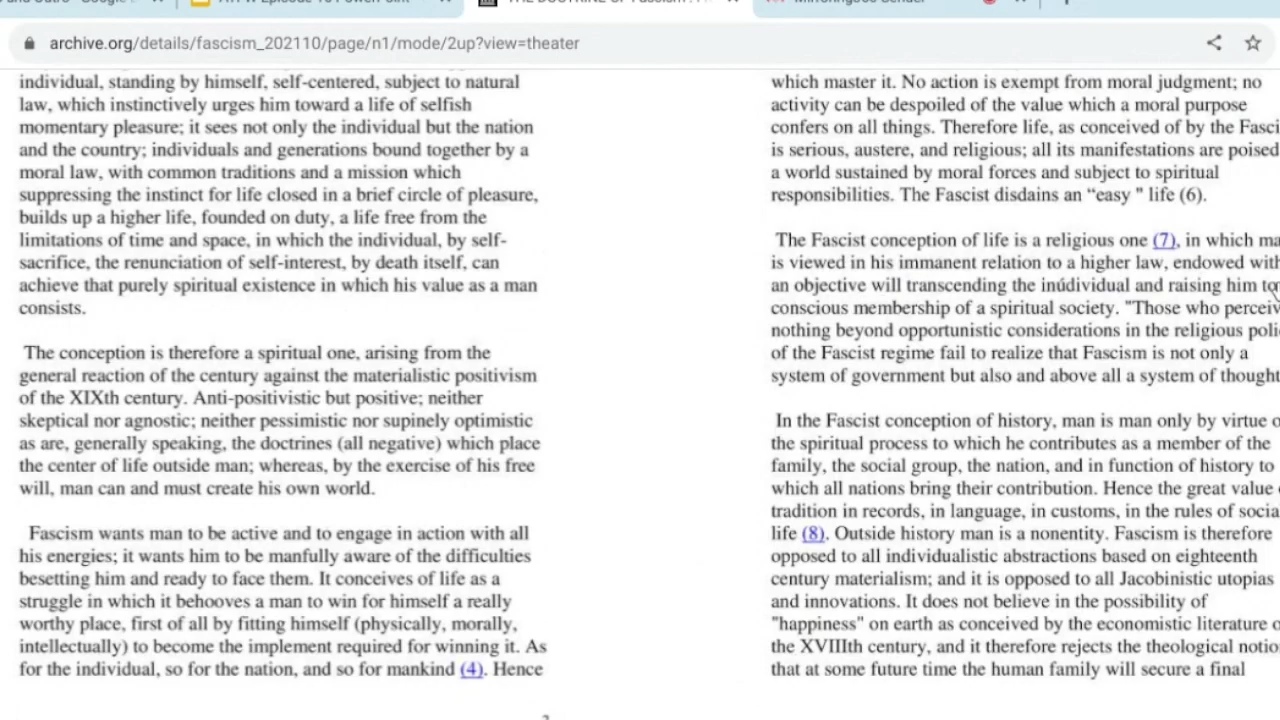 archive.org/details/fascism_202110/page/n1/mode/2up?view=theater
individual, standing by himself, self-centered, subject to natural
law, which instinctively urges him toward a life of selfish
momentary pleasure; it sees not only the individual but the nation
and the country; individuals and generations bound together by a
moral law, with common traditions and a mission which
suppressing the instinct for life closed in a brief circle of pleasure,
builds up a higher life, founded on duty, a life free from the
limitations of time and space, in which the individual, by self-
sacrifice, the renunciation of self-interest, by death itself, can
achieve that purely spiritual existence in which his value as a man
consists.
The conception is therefore a spiritual one, arising from the
general reaction of the century against the materialistic positivism
of the XIXth century. Anti-positivistic but positive; neither
skeptical nor agnostic; neither pessimistic nor supinely optimistic
as are, generally speaking, the doctrines (all negative) which place
the center of life outside man; whereas, by the exercise of his free
will, man can and must create his own world.
Fascism wants man to be active and to engage in action with all
his energies; it wants him to be manfully aware of the difficulties
besetting him and ready to face them. It conceives of life as a
struggle in which it behooves a man to win for himself a really
worthy place, first of all by fitting himself (physically, morally,
intellectually) to become the implement required for winning it. As
for the individual, so for the nation, and so for mankind (4). Hence
which master it. No action is exempt from moral judgment; no
activity can be despoiled of the value which a moral purpose
confers on all things. Therefore life, as conceived of by the Fasci
is serious, austere, and religious; all its manifestations are poised
a world sustained by moral forces and subject to spiritual
responsibilities. The Fascist disdains an “easy " life (6).
The Fascist conception of life is a religious one (7), in which ma
is viewed in his immanent relation to a higher law, endowed with
an objective will transcending the inúdividual and raising him to
conscious membership of a spiritual society. "Those who perceiv
nothing beyond opportunistic considerations in the religious poli
of the Fascist regime fail to realize that Fascism is not only a
system of government but also and above all a system of thought
In the Fascist conception of history, man is man only by virtue o
the spiritual process to which he contributes as a member of the
family, the social group, the nation, and in function of history to
which all nations bring their contribution. Hence the great value
tradition in records, in language, in customs, in the rules of socia
life (8). Outside history man is a nonentity. Fascism is therefore
opposed to all individualistic abstractions based on eighteenth
century materialism; and it is opposed to all Jacobinistic utopias
and innovations. It does not believe in the possibility of
"happiness" on earth as conceived by the economistic literature o
the XVIIIth century, and it therefore rejects the theological notio
that at some future time the human family will secure a final